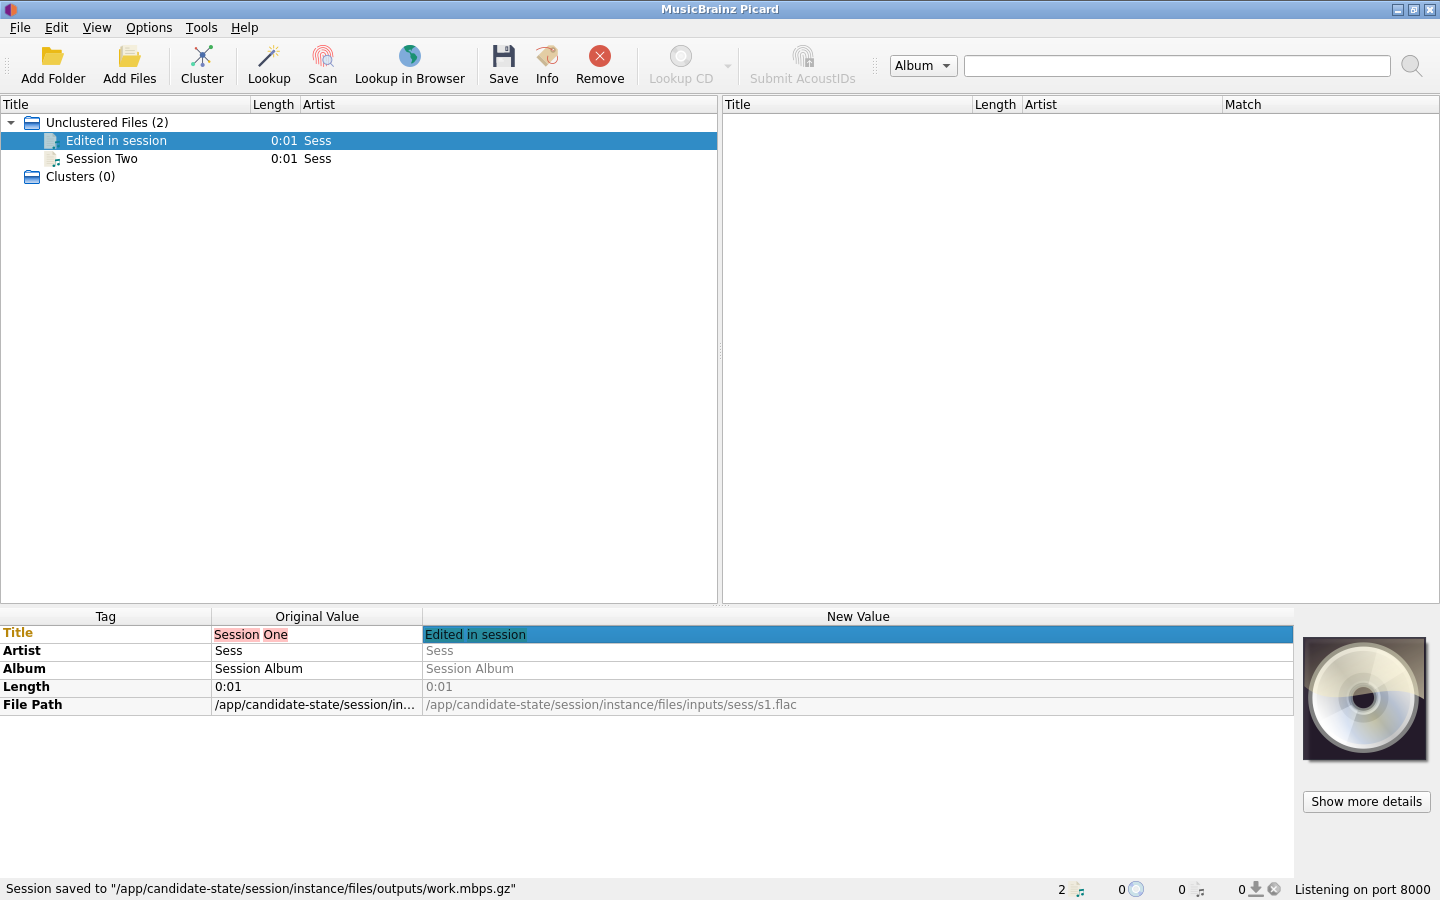 MusicBrainz Picard
File Edit View Options Tools Help
Add Folder Add Files Cluster Lookup Scan Lookup in Browser Save Info Remove Lookup CD Submit AcoustIDs Album
Title Length Artist Title Length Artist Match
Unclustered Files (2)
Edited in session 0:01 Sess
Session Two 0:01 Sess
Clusters (0)
Tag Original Value New Value
Title Session One Edited in session
Artist Sess Sess
Album Session Album Session Album
Length 0:01 0:01
File Path /app/candidate-state/session/in... /app/candidate-state/session/instance/files/inputs/sess/s1.flac
Show more details
Session saved to "/app/candidate-state/session/instance/files/outputs/work.mbps.gz" 2 0 0 0 Listening on port 8000